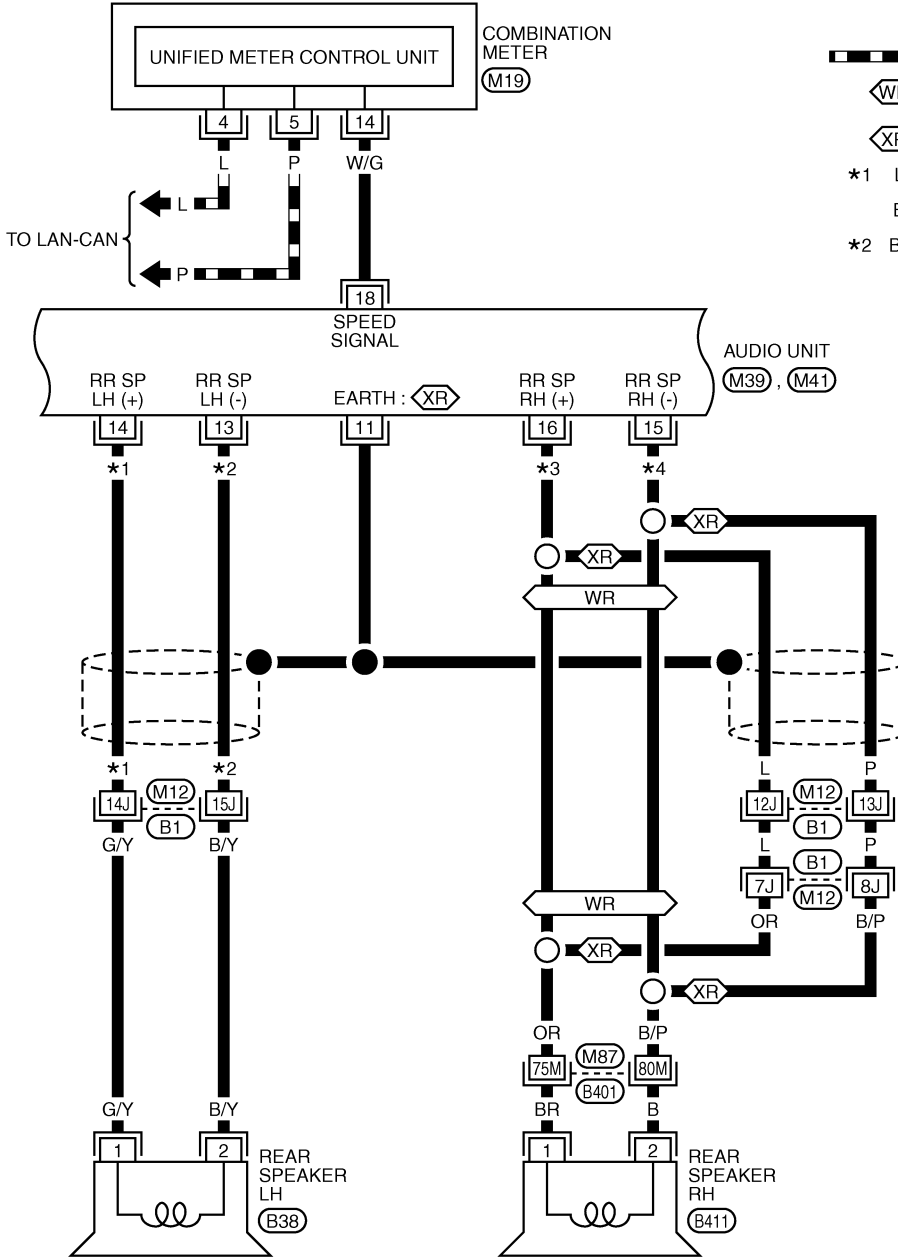 UNIFIED METER CONTROL UNIT
COMBINATION
METER
M19
4
5
14
L
P
W/G
*1
*2
TO LAN-CAN
L
P
18
SPEED
SIGNAL
AUDIO UNIT
M39 , M41
RR SP
LH (+)
RR SP
LH (-)
EARTH : XR
RR SP
RH (+)
RR SP
RH (-)
14
13
11
16
15
*1
*2
*3
*4
XR
XR
WR
*1
*2
L
P
14J
M12
15J
B1
12J
M12
13J
B1
G/Y
B/Y
L
P
B1
7J
8J
M12
WR
OR
B/P
XR
XR
OR
B/P
75M
M87
80M
B401
G/Y
B/Y
BR
B
1
2
1
2
REAR
SPEAKER
LH
B38
REAR
SPEAKER
RH
B411